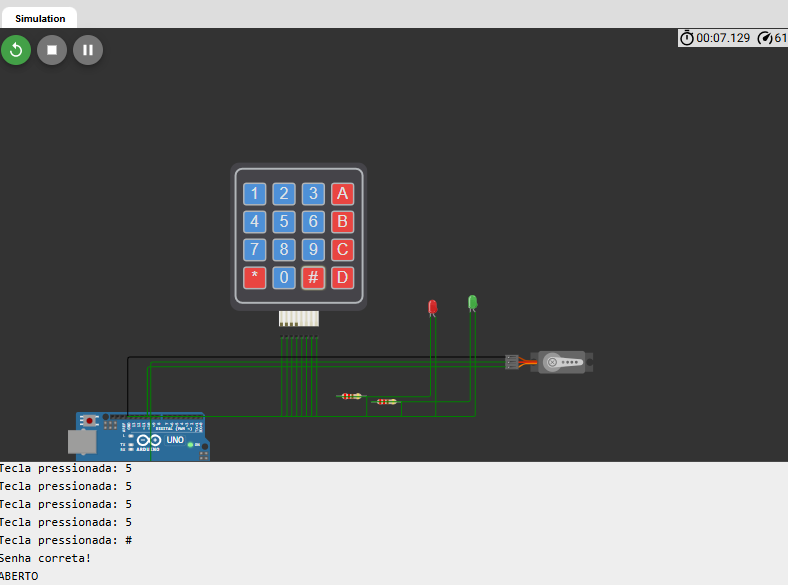 Simulation
00:07.129 61
1 2 3 A
4 5 6 B
7 8 9 C
* 0 # D
UNO
ARDUINO
Tecla pressionada: 5
Tecla pressionada: 5
Tecla pressionada: 5
Tecla pressionada: 5
Tecla pressionada: #
Senha correta!
ABERTO